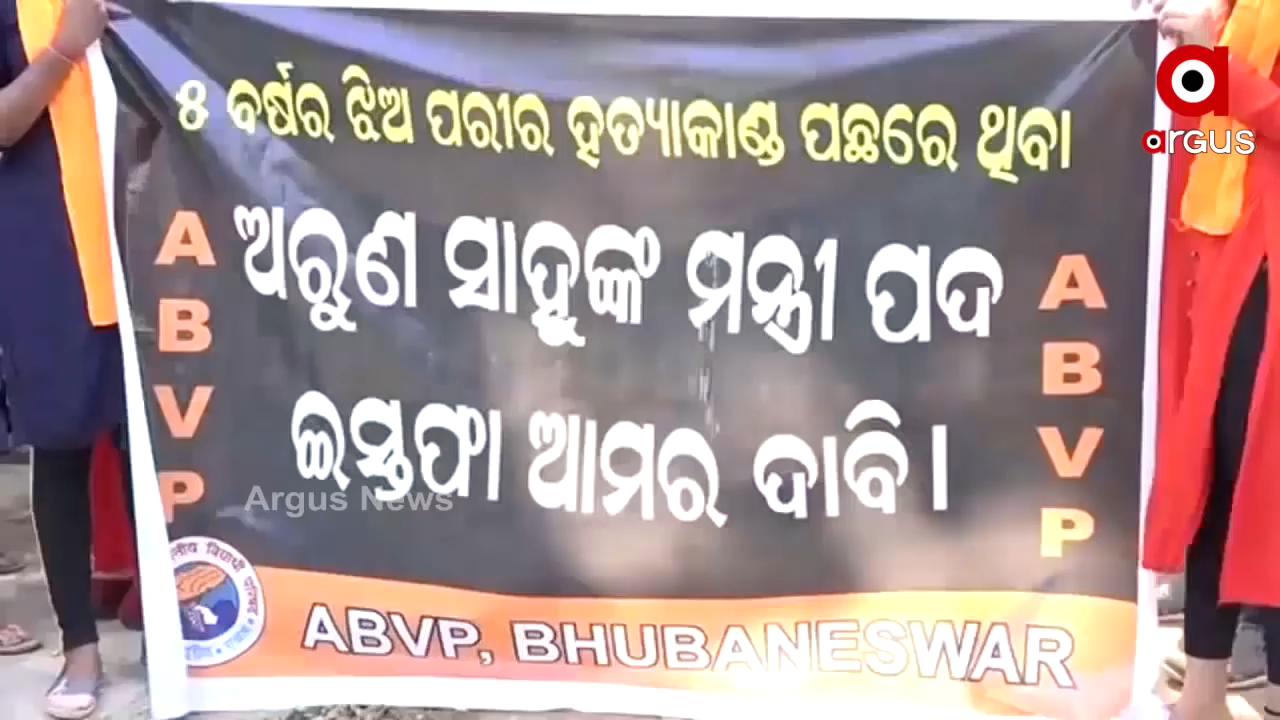 argus
୫ ବର୍ଷର ଝିଅ ପରୀର ହତ୍ୟାକାଣ୍ଡ ପଛରେ ଥିବା
ଅରୁଣ ସାହୁଙ୍କ ମନ୍ତ୍ରୀ ପଦ
ଇସ୍ତଫା ଆମର ଦାବି।
A
B
V
P
A
B
V
P
Argus News
विद्यार्थी
ABVP, BHUBANESWAR